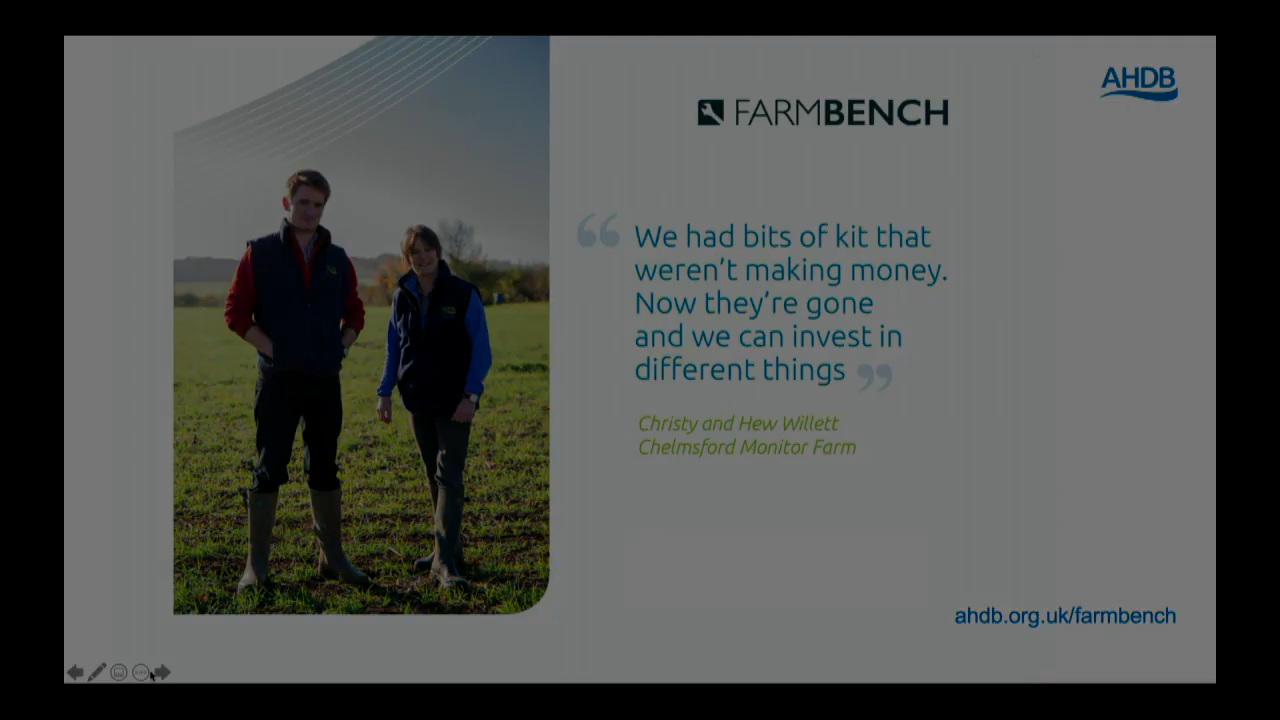 AHDB
FARMBENCH
“ We had bits of kit that
weren’t making money.
Now they’re gone
and we can invest in
different things ”
Christy and Hew Willett
Chelmsford Monitor Farm
ahdb.org.uk/farmbench